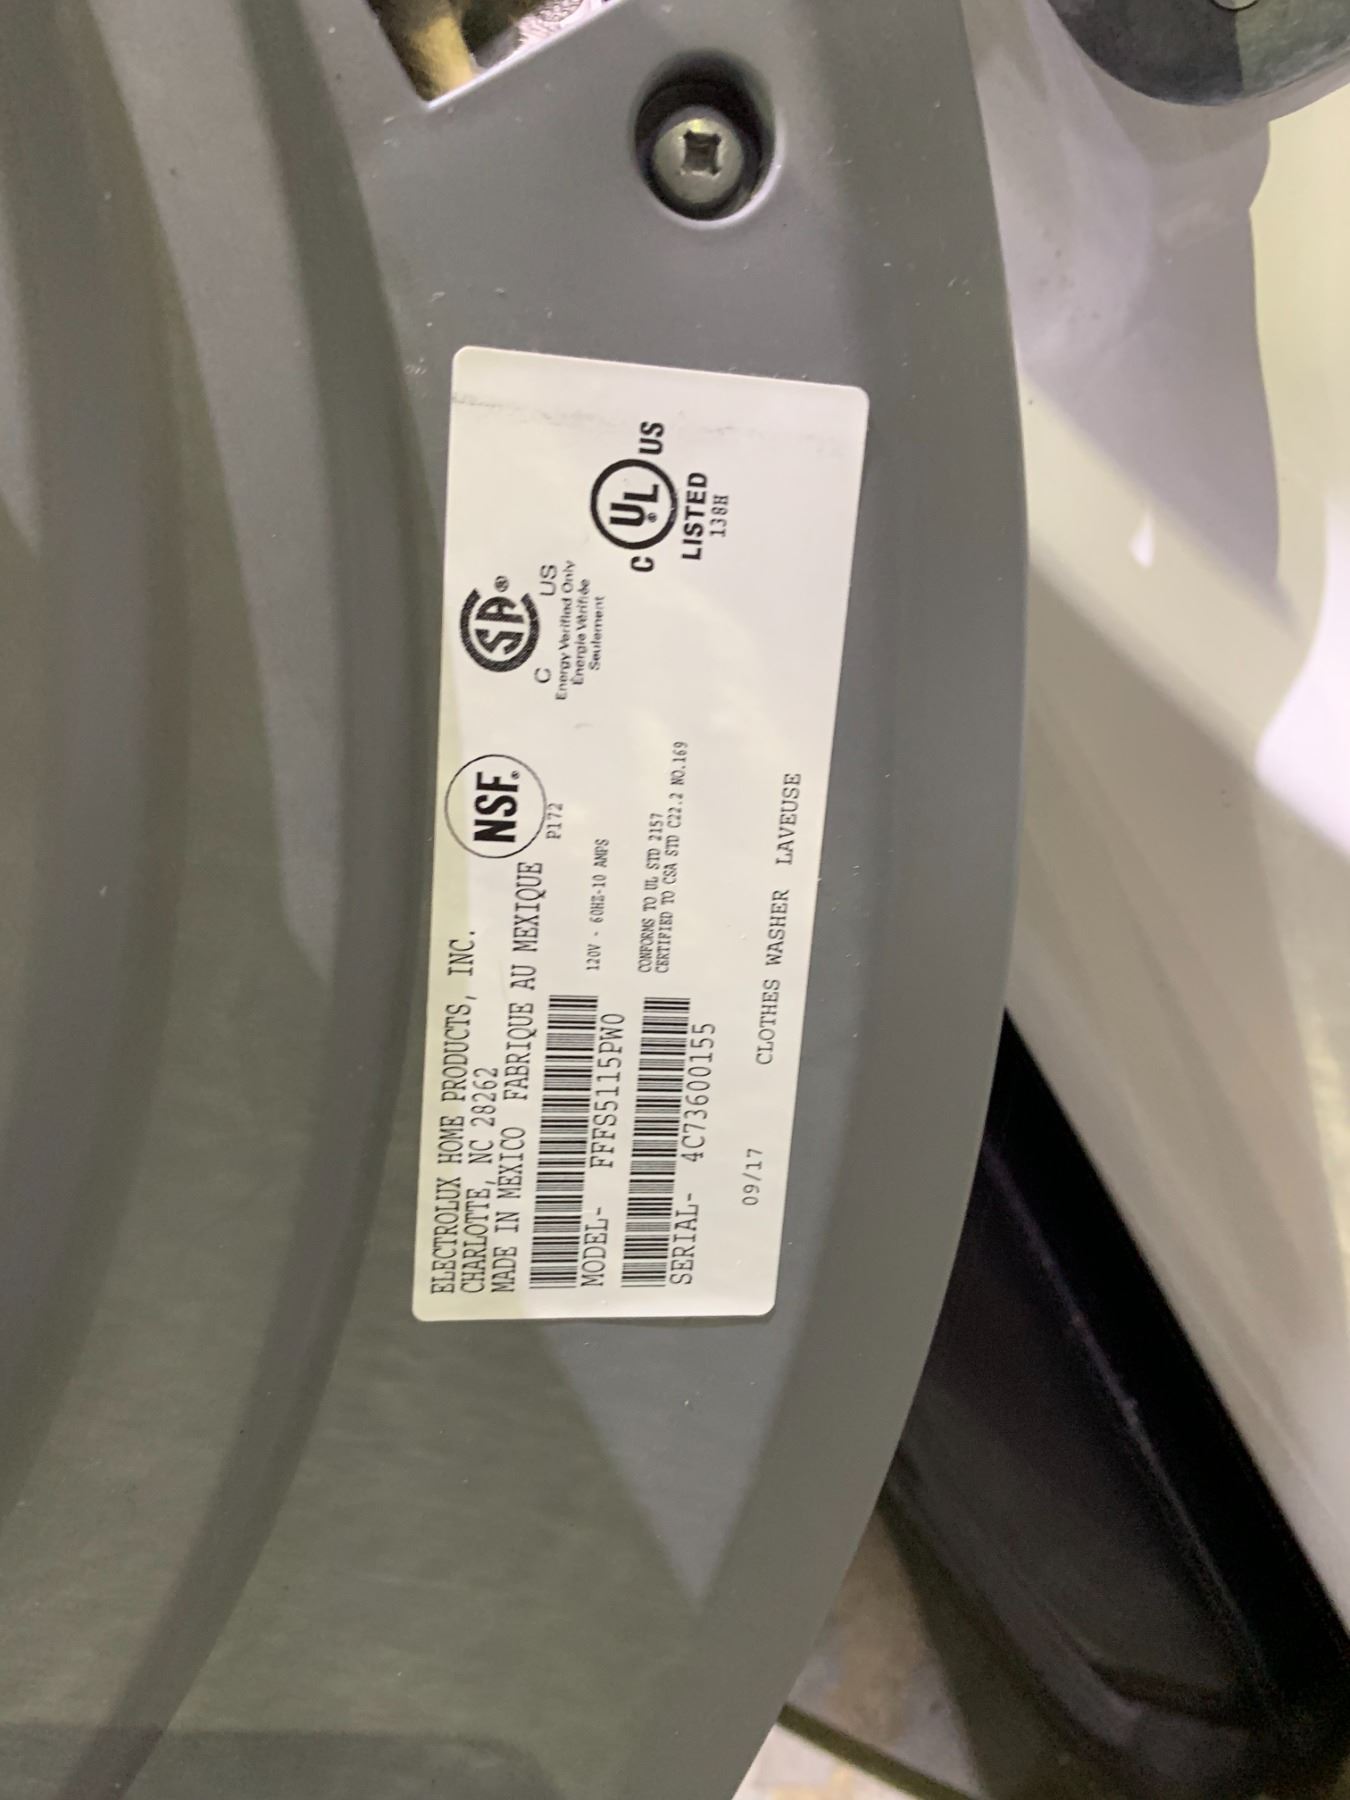 ELECTROLUX HOME PRODUCTS, INC.
CHARLOTTE, NC 28262
MADE IN MEXICO FABRIQUE AU MEXIQUE
NSF®
P172
SA®
C US
Energy Verified Only
Énergie Vérifiée
Seulement
MODEL- FFFS5115PW0
120V - 60HZ-10 AMPS
C UL® US
LISTED
138H
SERIAL- 4C73600155
CONFORMS TO UL STD 2157
CERTIFIED TO CSA STD C22.2 NO.169
09/17 CLOTHES WASHER LAVEUSE